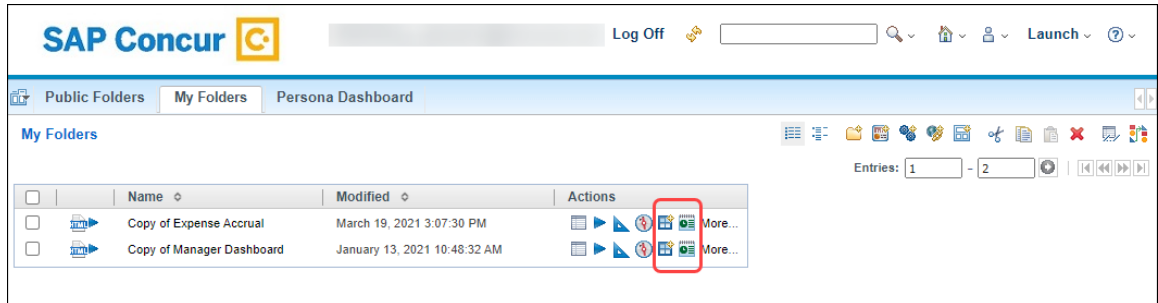 SAP Concur C.
Log Off
Launch
Public Folders My Folders Persona Dashboard
My Folders
Entries: 1 - 2
Name Modified Actions
Copy of Expense Accrual March 19, 2021 3:07:30 PM More...
Copy of Manager Dashboard January 13, 2021 10:48:32 AM More...